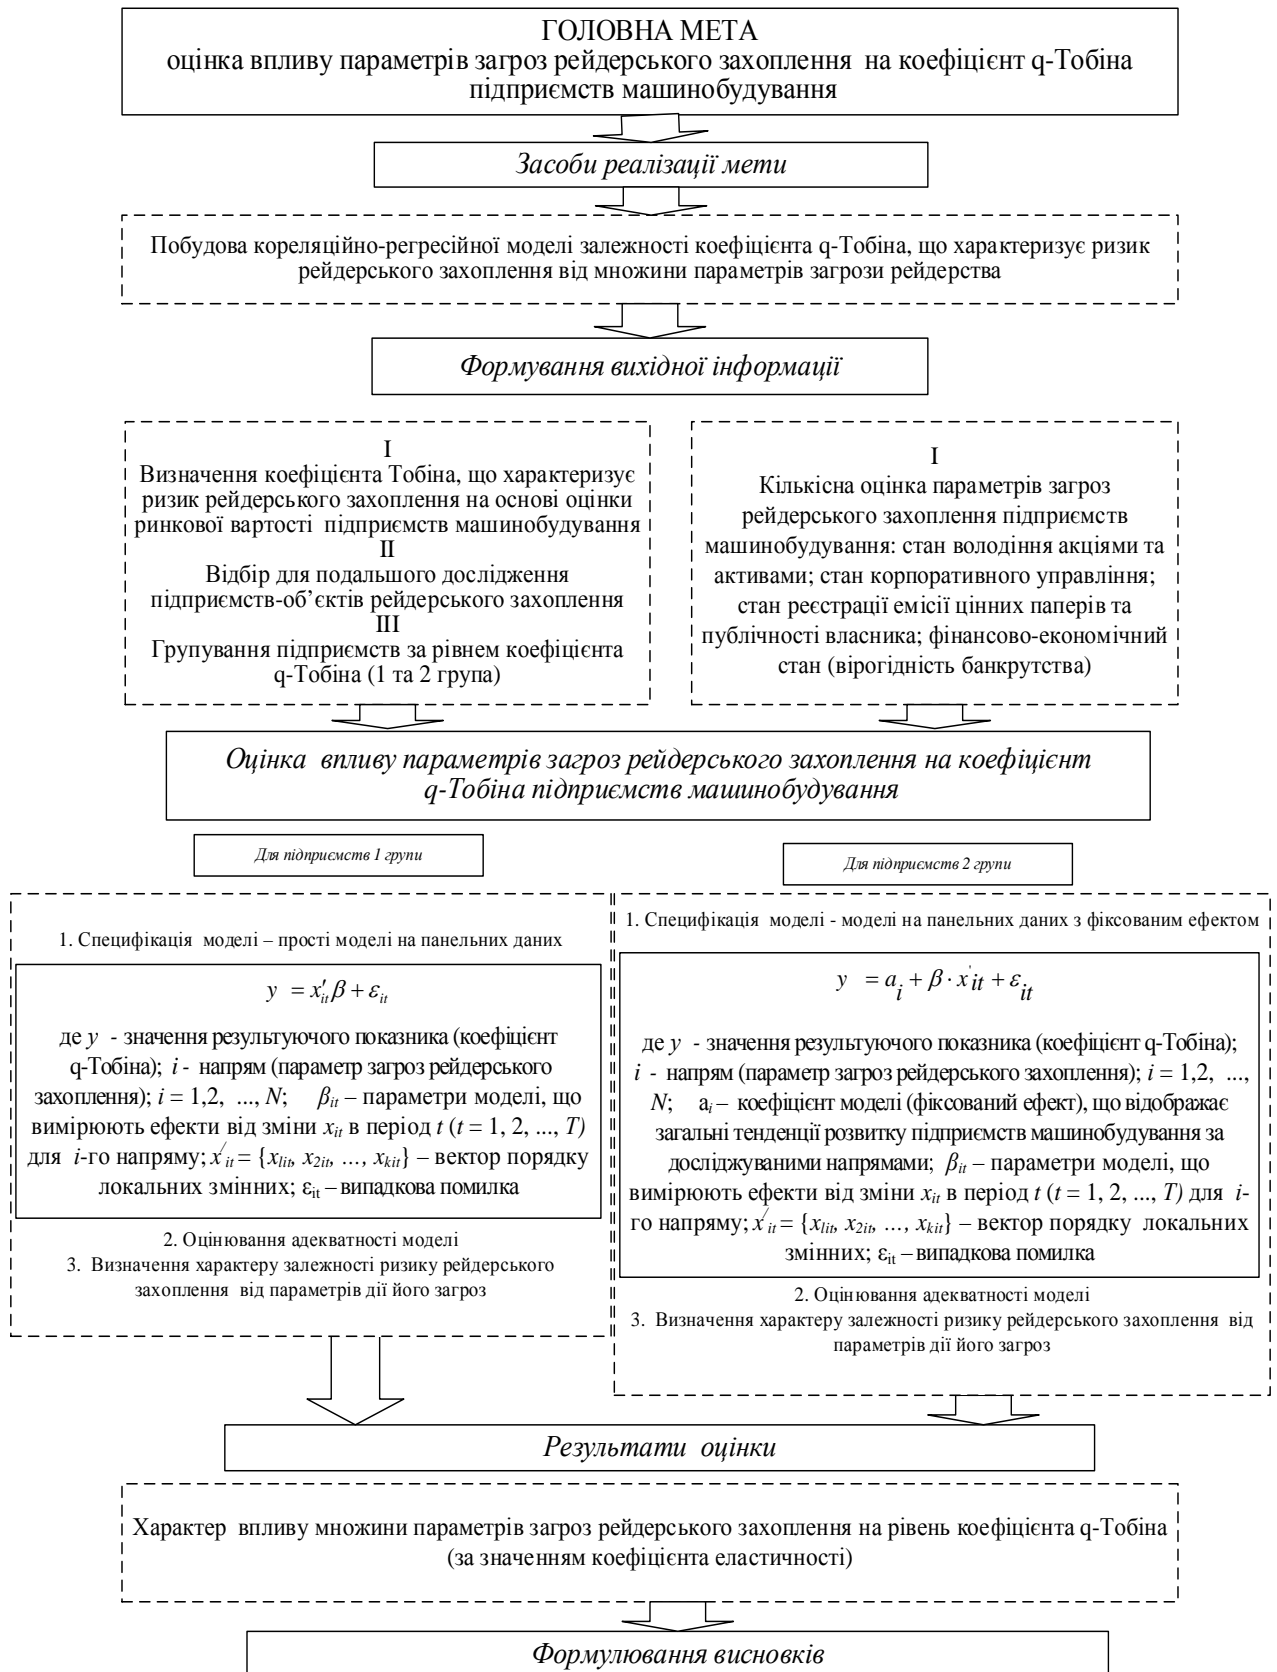 ГОЛОВНА МЕТА
оцінка впливу параметрів загроз рейдерського захоплення на коефіцієнт q-Тобіна
підприємств машинобудування
Засоби реалізації мети
Побудова кореляційно-регресійної моделі залежності коефіцієнта q-Тобіна, що характеризує ризик
рейдерського захоплення від множини параметрів загрози рейдерства
Формування вихідної інформації
I
Визначення коефіцієнта Тобіна, що характеризує
ризик рейдерського захоплення на основі оцінки
ринкової вартості підприємств машинобудування
II
Відбір для подальшого дослідження
підприємств-об’єктів рейдерського захоплення
III
Групування підприємств за рівнем коефіцієнта
q-Тобіна (1 та 2 група)
I
Кількісна оцінка параметрів загроз
рейдерського захоплення підприємств
машинобудування: стан володіння акціями та
активами; стан корпоративного управління;
стан реєстрації емісії цінних паперів та
публічності власника; фінансово-економічний
стан (вірогідність банкрутства)
Оцінка впливу параметрів загроз рейдерського захоплення на коефіцієнт
q-Тобіна підприємств машинобудування
Для підприємств 1 групи
1. Специфікація моделі – прості моделі на панельних даних
y = x′it β + εit
де y - значення результуючого показника (коефіцієнт
q-Тобіна); i - напрям (параметр загроз рейдерського
захоплення); i = 1,2, ..., N; βit – параметри моделі, що
вимірюють ефекти від зміни xit в період t (t = 1, 2, ..., T)
для i-го напряму; x/it = {xlit, x2it, ..., xkit} – вектор порядку
локальних змінних; εit – випадкова помилка
2. Оцінювання адекватності моделі
3. Визначення характеру залежності ризику рейдерського
захоплення від параметрів дії його загроз
Для підприємств 2 групи
1. Специфікація моделі - моделі на панельних даних з фіксованим ефектом
y = ai + β · x'it + εit
де y - значення результуючого показника (коефіцієнт q-Тобіна);
i - напрям (параметр загроз рейдерського захоплення); i = 1,2, ...,
N; ai – коефіцієнт моделі (фіксований ефект), що відображає
загальні тенденції розвитку підприємств машинобудування за
досліджуваними напрямами; βit – параметри моделі, що
вимірюють ефекти від зміни xit в період t (t = 1, 2, ..., T) для i-
го напряму; x/it = {xlit, x2it, ..., xkit} – вектор порядку локальних
змінних; εit – випадкова помилка
2. Оцінювання адекватності моделі
3. Визначення характеру залежності ризику рейдерського захоплення від
параметрів дії його загроз
Результати оцінки
Характер впливу множини параметрів загроз рейдерського захоплення на рівень коефіцієнта q-Тобіна
(за значенням коефіцієнта еластичності)
Формулювання висновків